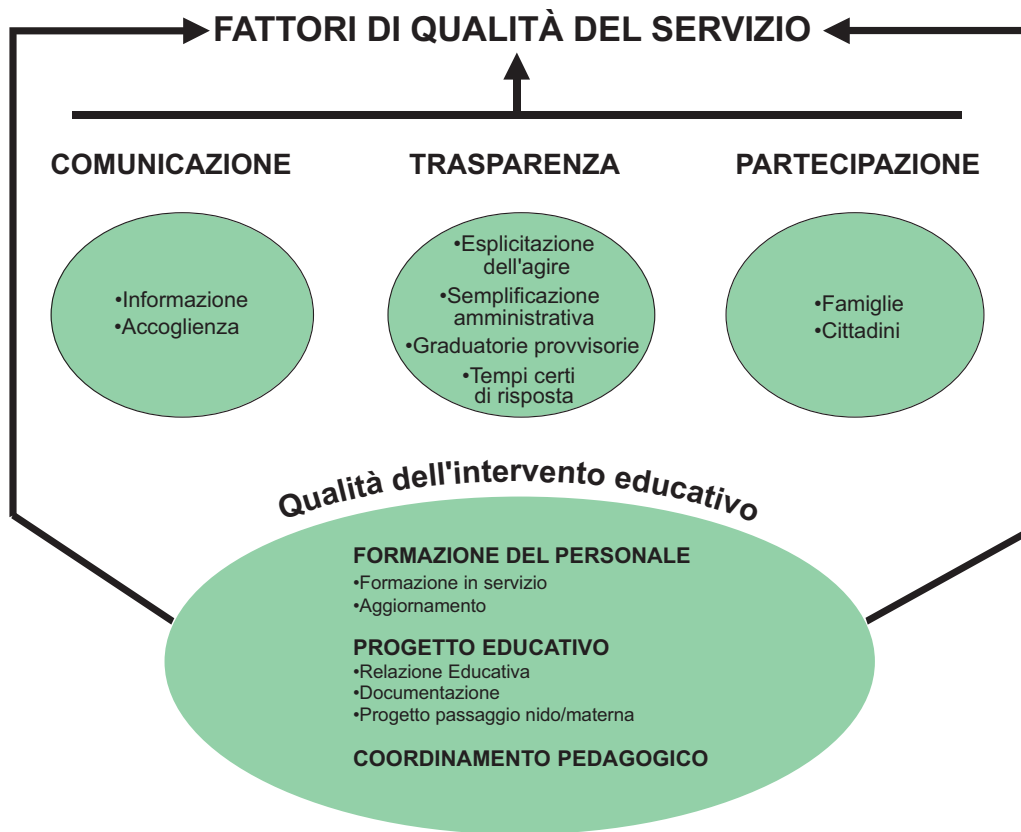 FATTORI DI QUALITÀ DEL SERVIZIO
COMUNICAZIONE
•Informazione
•Accoglienza
TRASPARENZA
•Esplicitazione
dell'agire
•Semplificazione
amministrativa
•Graduatorie provvisorie
•Tempi certi
di risposta
PARTECIPAZIONE
•Famiglie
•Cittadini
Qualità dell'intervento educativo
FORMAZIONE DEL PERSONALE
•Formazione in servizio
•Aggiornamento
PROGETTO EDUCATIVO
•Relazione Educativa
•Documentazione
•Progetto passaggio nido/materna
COORDINAMENTO PEDAGOGICO